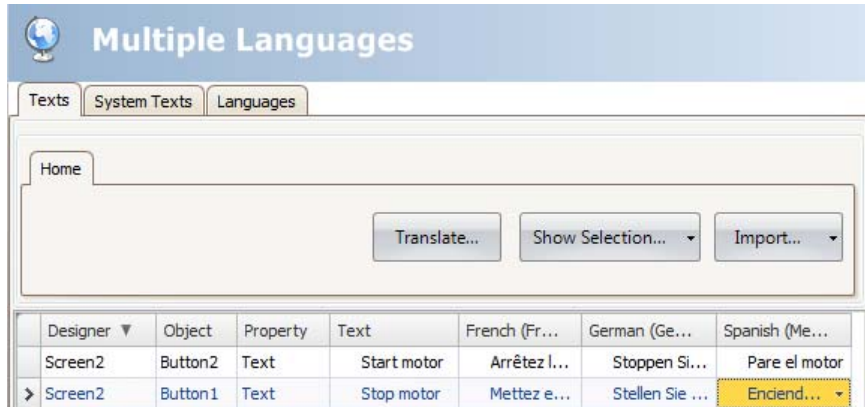 Multiple Languages
Texts System Texts Languages
Home
Translate... Show Selection... Import...
Designer Object Property Text French (Fr... German (Ge... Spanish (Me...
Screen2 Button2 Text Start motor Arrêtez l... Stoppen Si... Pare el motor
Screen2 Button1 Text Stop motor Mettez e... Stellen Sie ... Enciend...